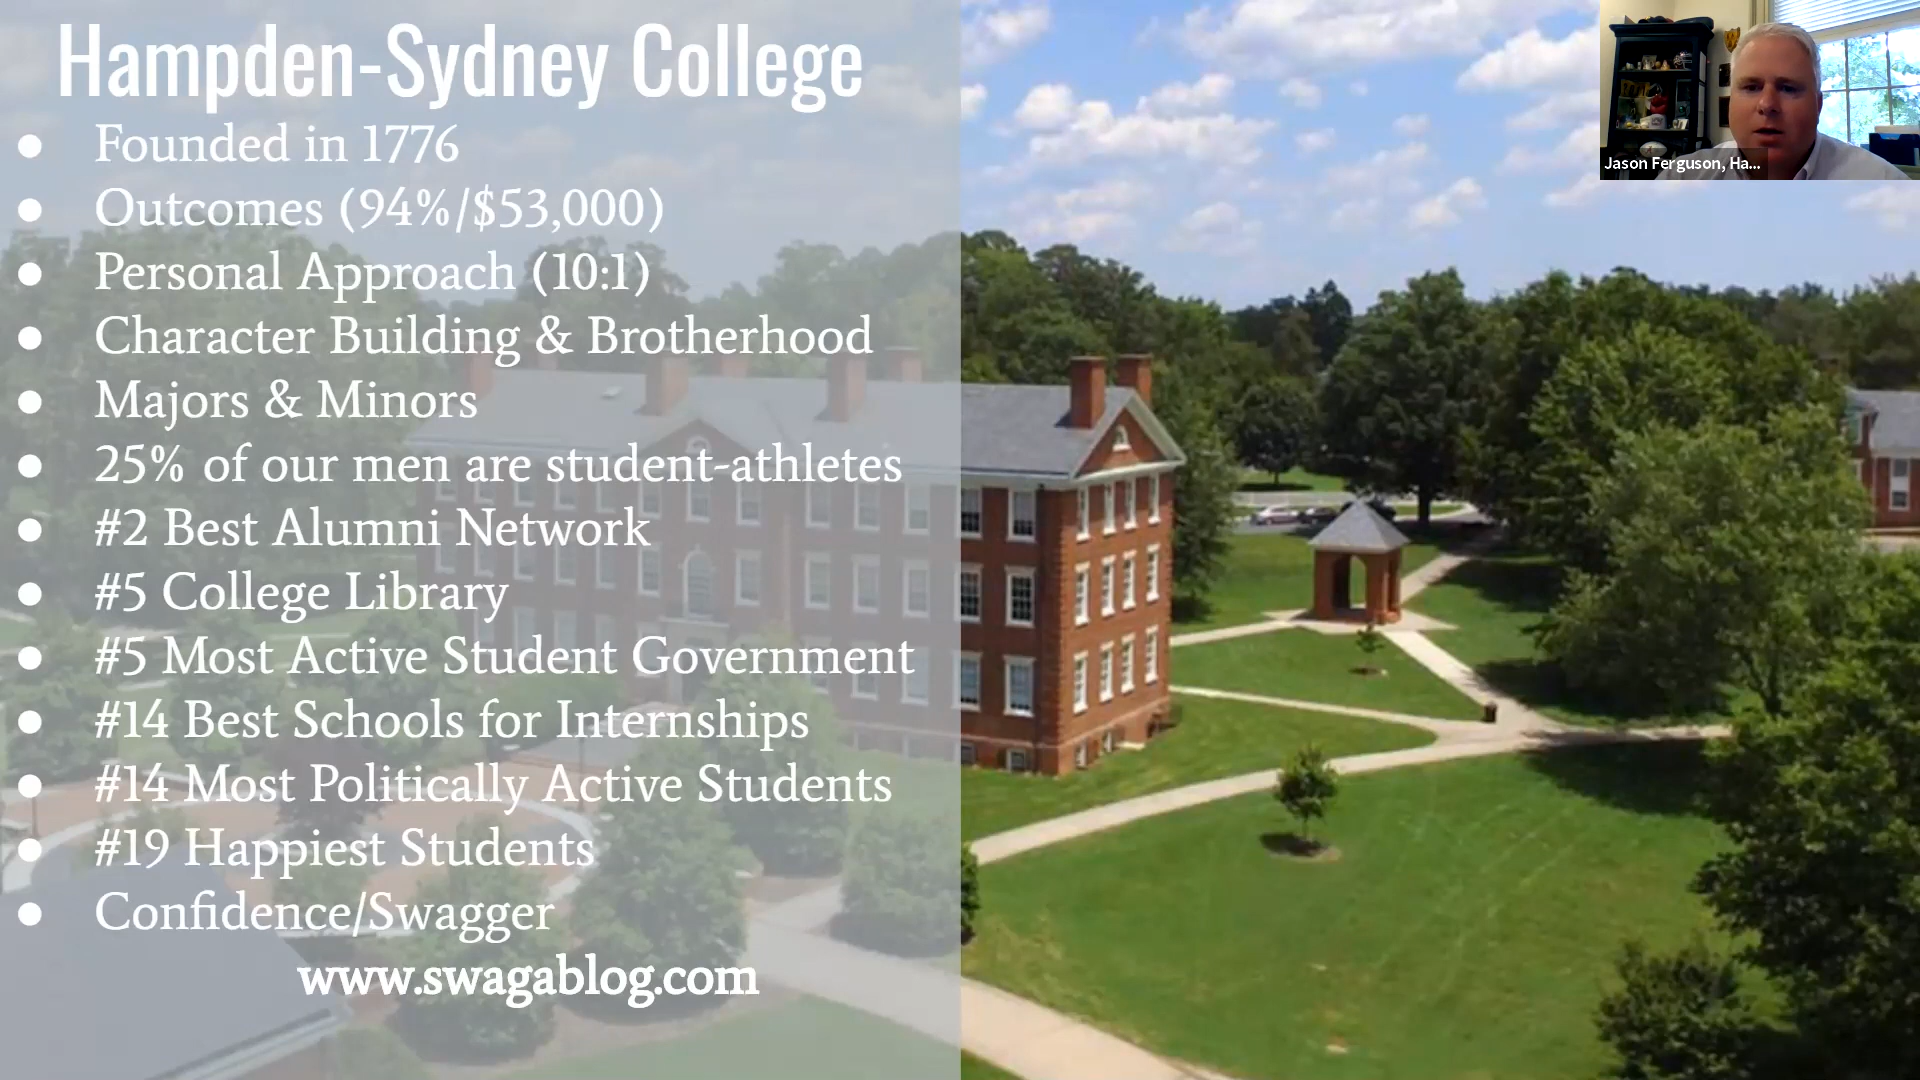 Hampden-Sydney College
● Founded in 1776
● Outcomes (94%/$53,000)
● Personal Approach (10:1)
● Character Building & Brotherhood
● Majors & Minors
● 25% of our men are student-athletes
● #2 Best Alumni Network
● #5 College Library
● #5 Most Active Student Government
● #14 Best Schools for Internships
● #14 Most Politically Active Students
● #19 Happiest Students
● Confidence/Swagger
www.swagablog.com
Jason Ferguson, Ha...